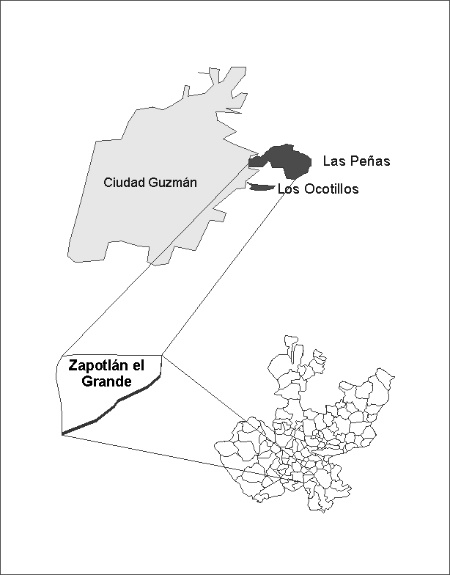 Las Peñas
Ciudad Guzmán
Los Ocotillos
Zapotlán el
Grande